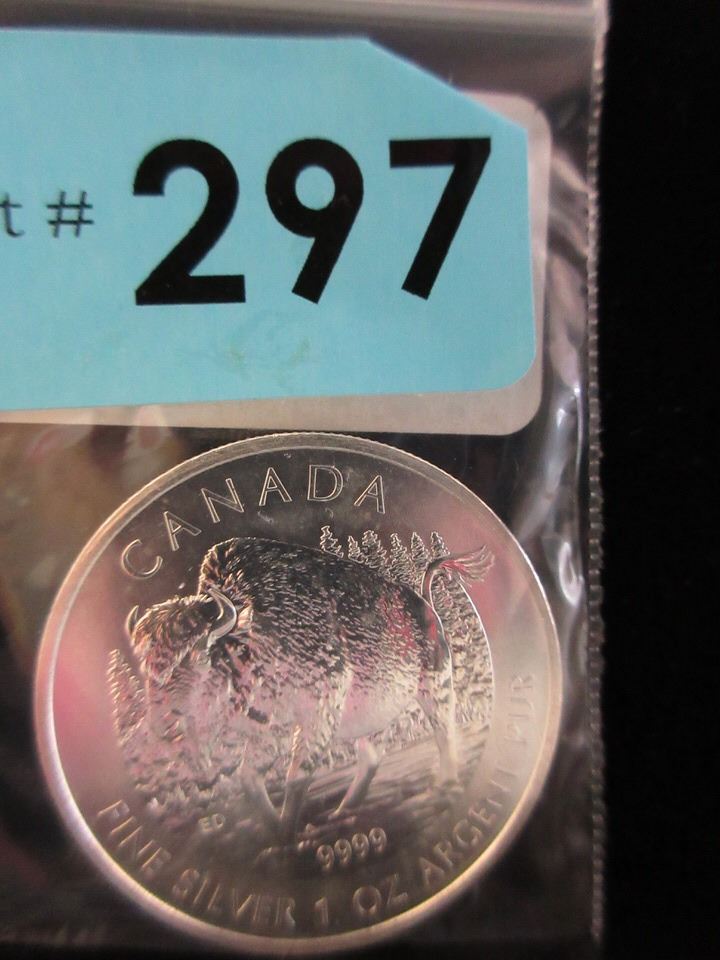 t # 297
CANADA
ED
9999
FINE SILVER 1 OZ ARGENT PUR